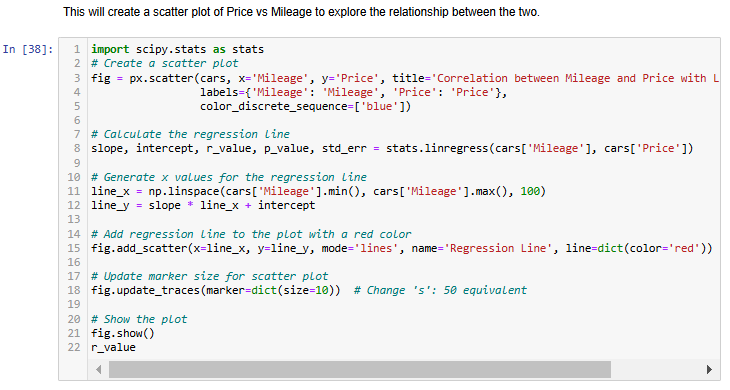 This will create a scatter plot of Price vs Mileage to explore the relationship between the two.
In [38]:
1 import scipy.stats as stats
2 # Create a scatter plot
3 fig = px.scatter(cars, x='Mileage', y='Price', title='Correlation between Mileage and Price with L
4 labels={'Mileage': 'Mileage', 'Price': 'Price'},
5 color_discrete_sequence=['blue'])
6
7 # Calculate the regression line
8 slope, intercept, r_value, p_value, std_err = stats.linregress(cars['Mileage'], cars['Price'])
9
10 # Generate x values for the regression line
11 line_x = np.linspace(cars['Mileage'].min(), cars['Mileage'].max(), 100)
12 line_y = slope * line_x + intercept
13
14 # Add regression line to the plot with a red color
15 fig.add_scatter(x=line_x, y=line_y, mode='lines', name='Regression Line', line=dict(color='red'))
16
17 # Update marker size for scatter plot
18 fig.update_traces(marker=dict(size=10))  # Change 's': 50 equivalent
19
20 # Show the plot
21 fig.show()
22 r_value